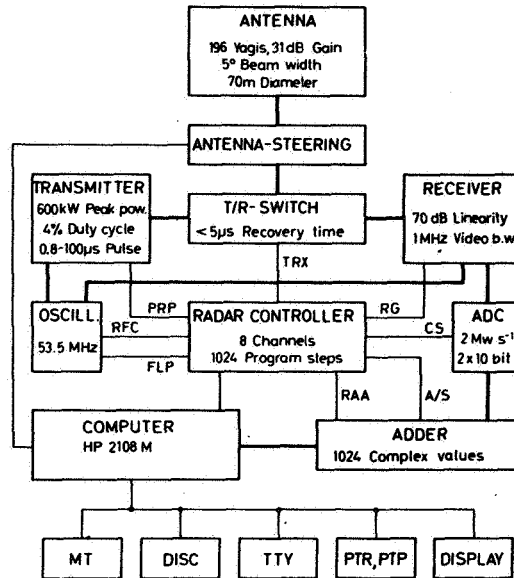 ANTENNA
196 Yagis, 31dB Gain
5° Beam width
70m Diameter
ANTENNA-STEERING
TRANSMITTER
600kW Peak pow.
4% Duty cycle
0.8-100µs Pulse
T/R-SWITCH
<5µs Recovery time
RECEIVER
70 dB Linearity
1MHz Video b.w.
TRX
PRP
RG
OSCILL.
53.5 MHz
RFC
FLP
RADAR CONTROLLER
8 Channels
1024 Program steps
CS
ADC
2 Mw s⁻¹
2 x 10 bit
RAA
A/S
COMPUTER
HP 2108 M
ADDER
1024 Complex values
MT
DISC
TTY
PTR, PTP
DISPLAY